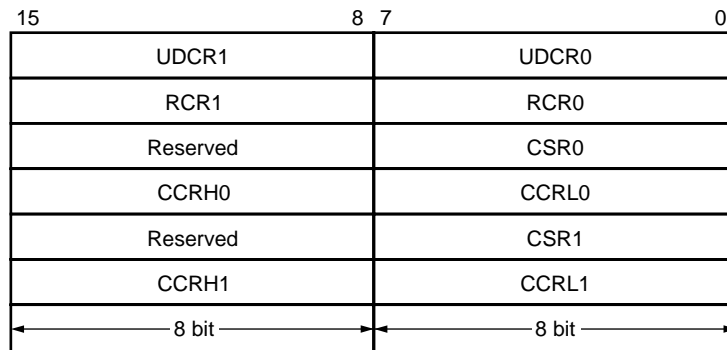 15 8 7 0
UDCR1 UDCR0
RCR1 RCR0
Reserved CSR0
CCRH0 CCRL0
Reserved CSR1
CCRH1 CCRL1
8 bit 8 bit